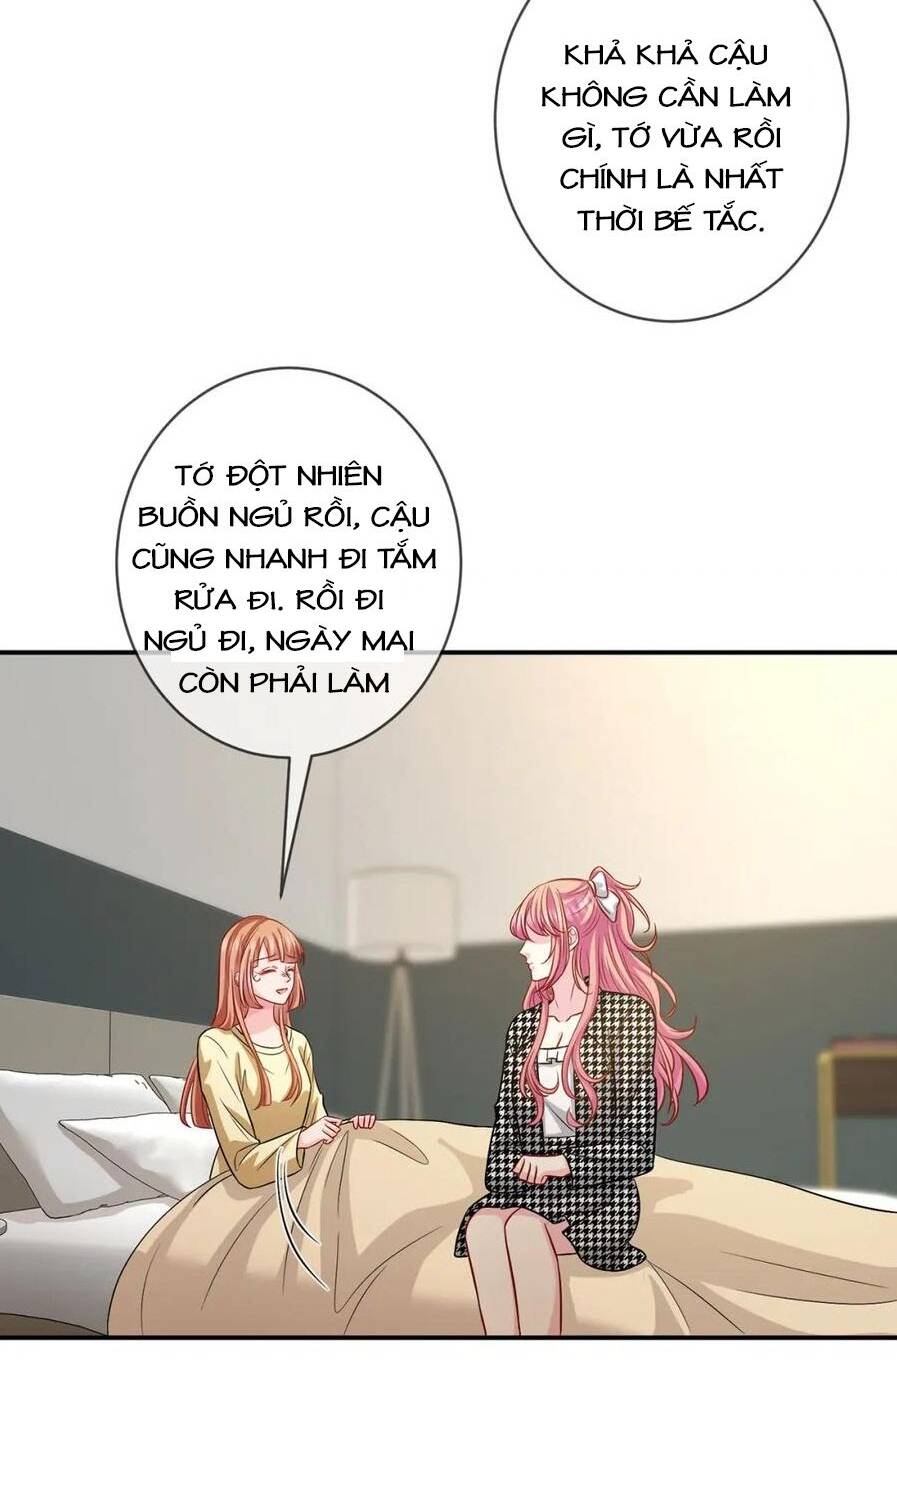 KHẢ KHẢ CẬU
KHÔNG CẦN LÀM
GÌ, TỚ VỪA RỒI
CHÍNH LÀ NHẤT
THỜI BẾ TẮC.
TỚ ĐỘT NHIÊN
BUỒN NGỦ RỒI, CẬU
CŨNG NHANH ĐI TẮM
RỬA ĐI. RỒI ĐI
NGỦ ĐI, NGÀY MAI
CÒN PHẢI LÀM